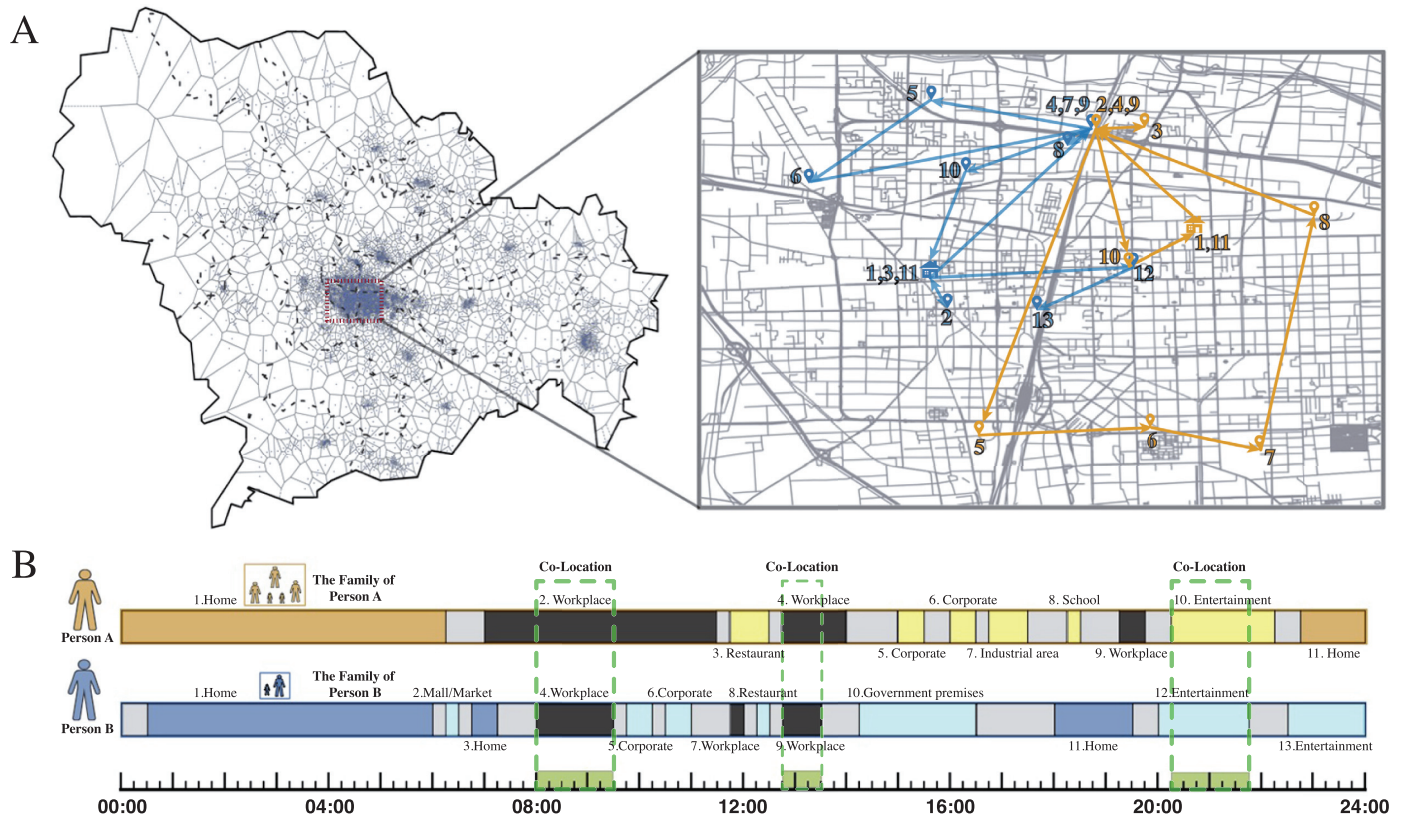 A
5
4,7,9
2,4,9
3
8
10
6
8
1,11
10
1,3,11
12
2
13
5
6
7
B
Co-Location
Co-Location
Co-Location
1.Home
The Family of
Person A
2. Workplace
4. Workplace
6. Corporate
8. School
10. Entertainment
Person A
3. Restaurant
5. Corporate
7. Industrial area
9. Workplace
11. Home
1.Home
The Family of
Person B
2.Mall/Market
4.Workplace
6.Corporate
8.Restaurant
10.Government premises
12.Entertainment
Person B
3.Home
5.Corporate
7.Workplace
9.Workplace
11.Home
13.Entertainment
00:00
04:00
08:00
12:00
16:00
20:00
24:00